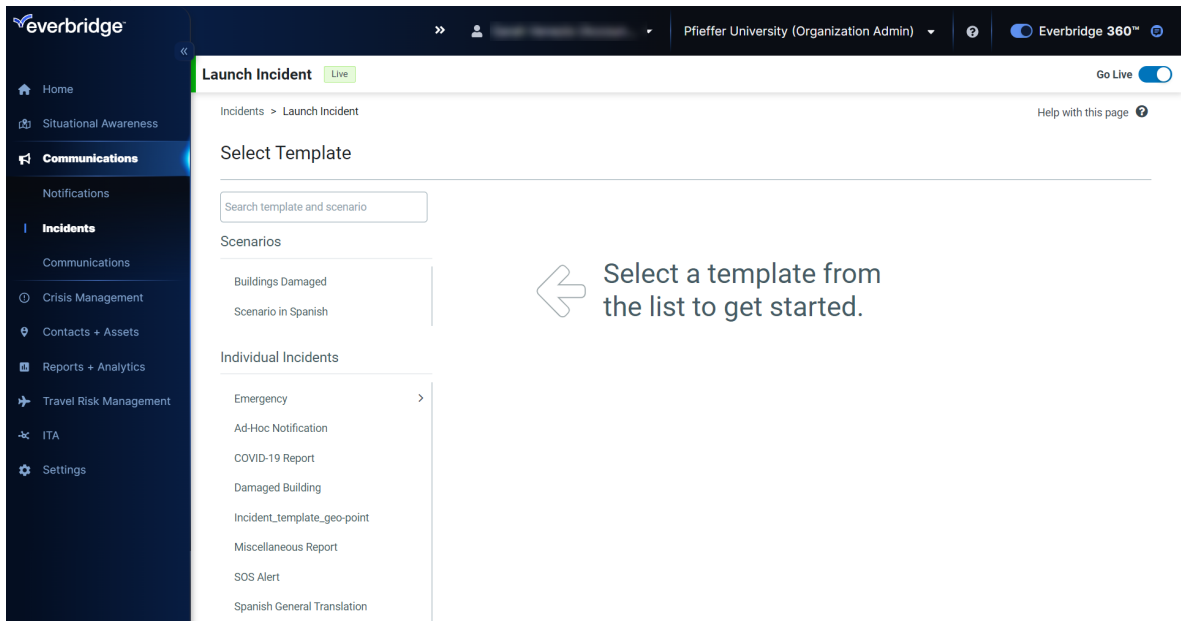 everbridge™
Pfieffer University (Organization Admin)
Everbridge 360™
Launch Incident
Live
Go Live
Home
Situational Awareness
Communications
Notifications
Incidents
Communications
Crisis Management
Contacts + Assets
Reports + Analytics
Travel Risk Management
ITA
Settings
Incidents > Launch Incident
Help with this page
Select Template
Search template and scenario
Scenarios
Buildings Damaged
Scenario in Spanish
Individual Incidents
Emergency
Ad-Hoc Notification
COVID-19 Report
Damaged Building
Incident_template_geo-point
Miscellaneous Report
SOS Alert
Spanish General Translation
Select a template from
the list to get started.